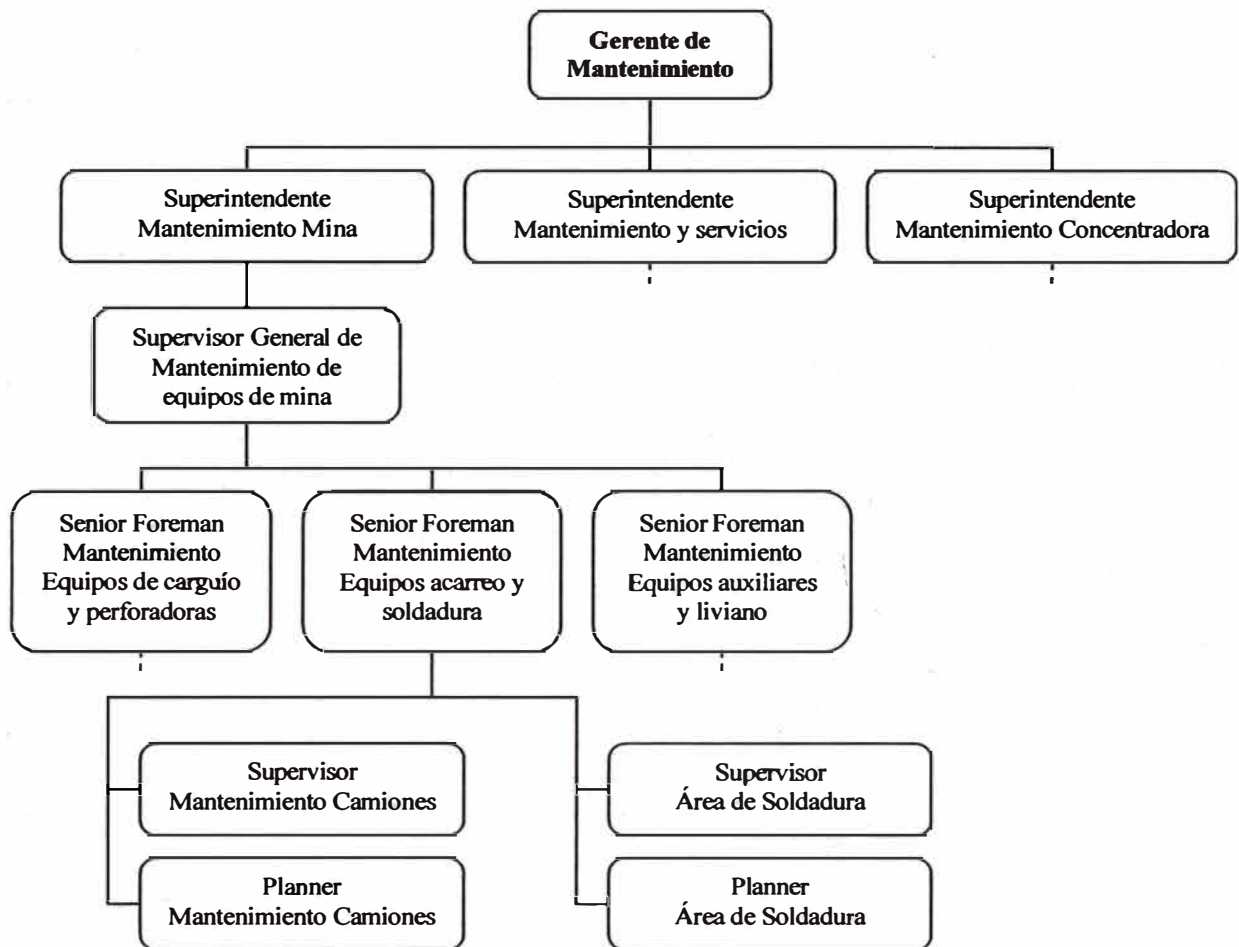 Gerente de
Mantenimiento
Superintendente
Mantenimiento Mina
Superintendente
Mantenimiento y servicios
Superintendente
Mantenimiento Concentradora
Supervisor General de
Mantenimiento de
equipos de mina
Senior Foreman
Mantenimiento
Equipos de carguío
y perforadoras
Senior Foreman
Mantenimiento
Equipos acarreo y
soldadura
Senior Foreman
Mantenimiento
Equipos auxiliares
y liviano
Supervisor
Mantenimiento Camiones
Supervisor
Área de Soldadura
Planner
Mantenimiento Camiones
Planner
Área de Soldadura